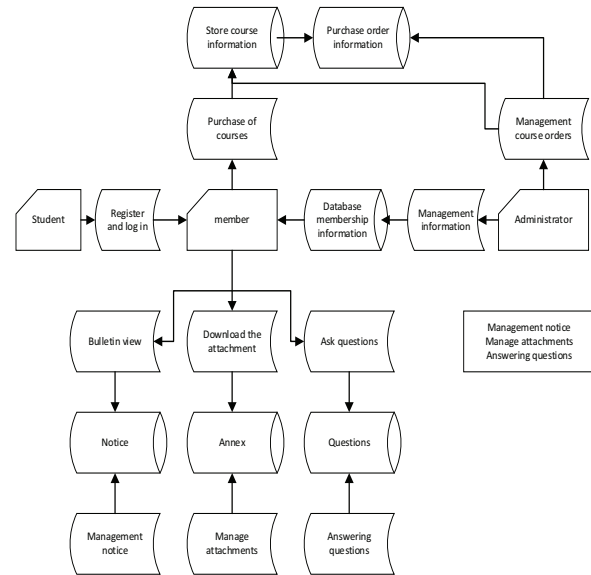 Store course
information
Purchase order
information
Purchase of
courses
Management
course orders
Student
Register
and log in
member
Database
membership
information
Management
information
Administrator
Bulletin view
Download the
attachment
Ask questions
Management notice
Manage attachments
Answering questions
Notice
Annex
Questions
Management
notice
Manage
attachments
Answering
questions